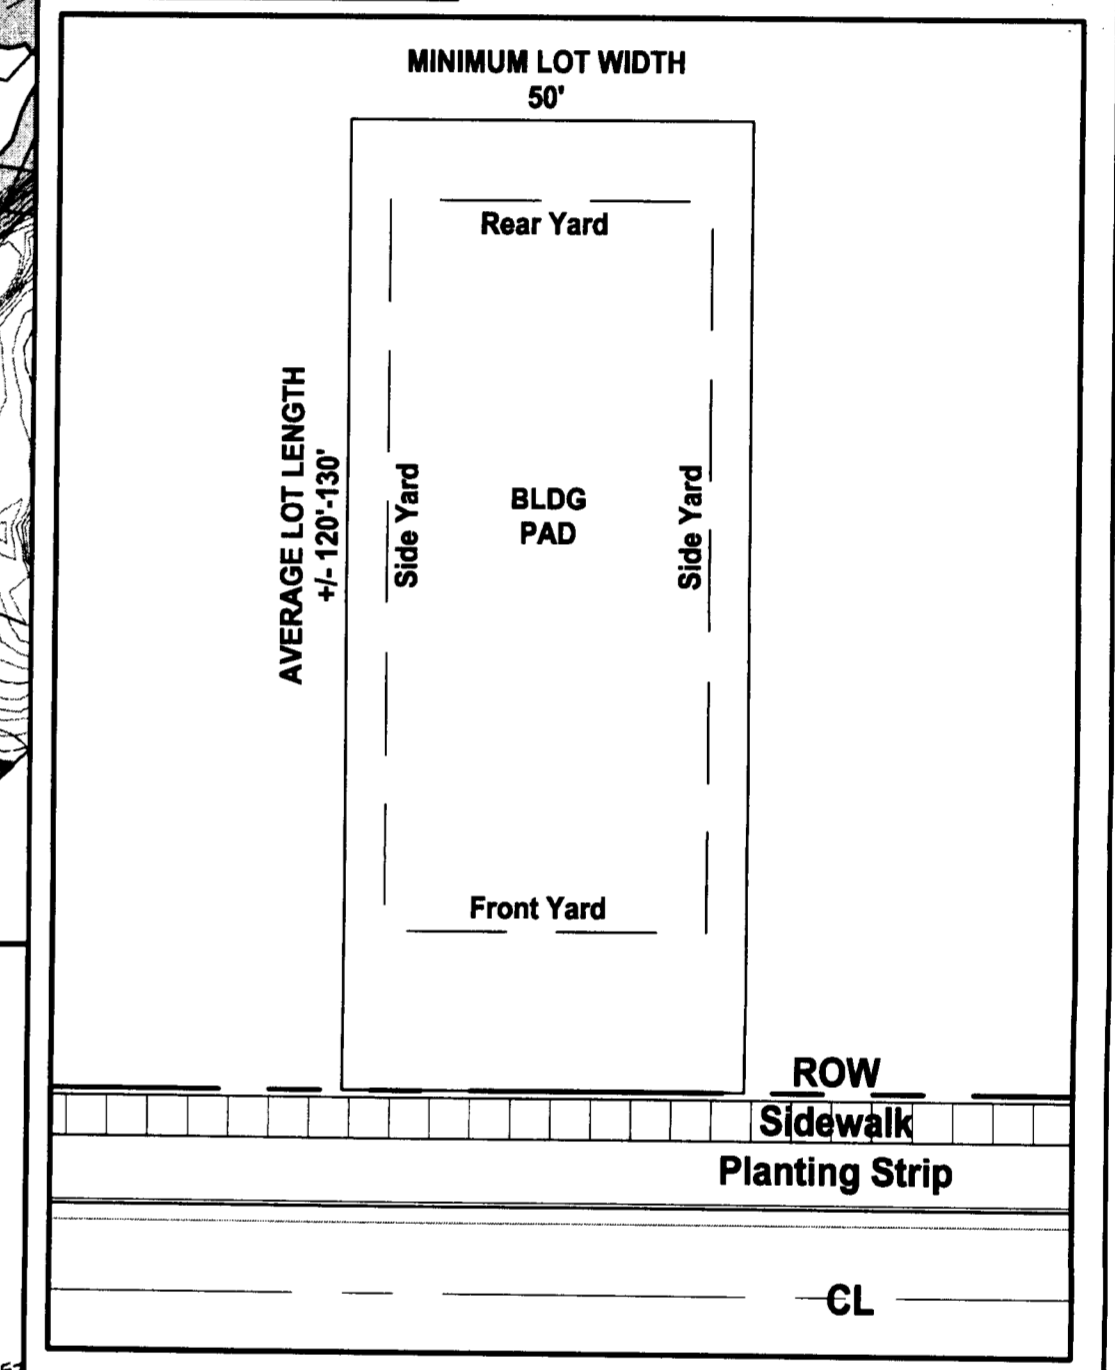 MINIMUM LOT WIDTH
50'
Rear Yard
AVERAGE LOT LENGTH
+/- 120'-130'
Side Yard
BLDG
PAD
Side Yard
Front Yard
ROW
Sidewalk
Planting Strip
CL